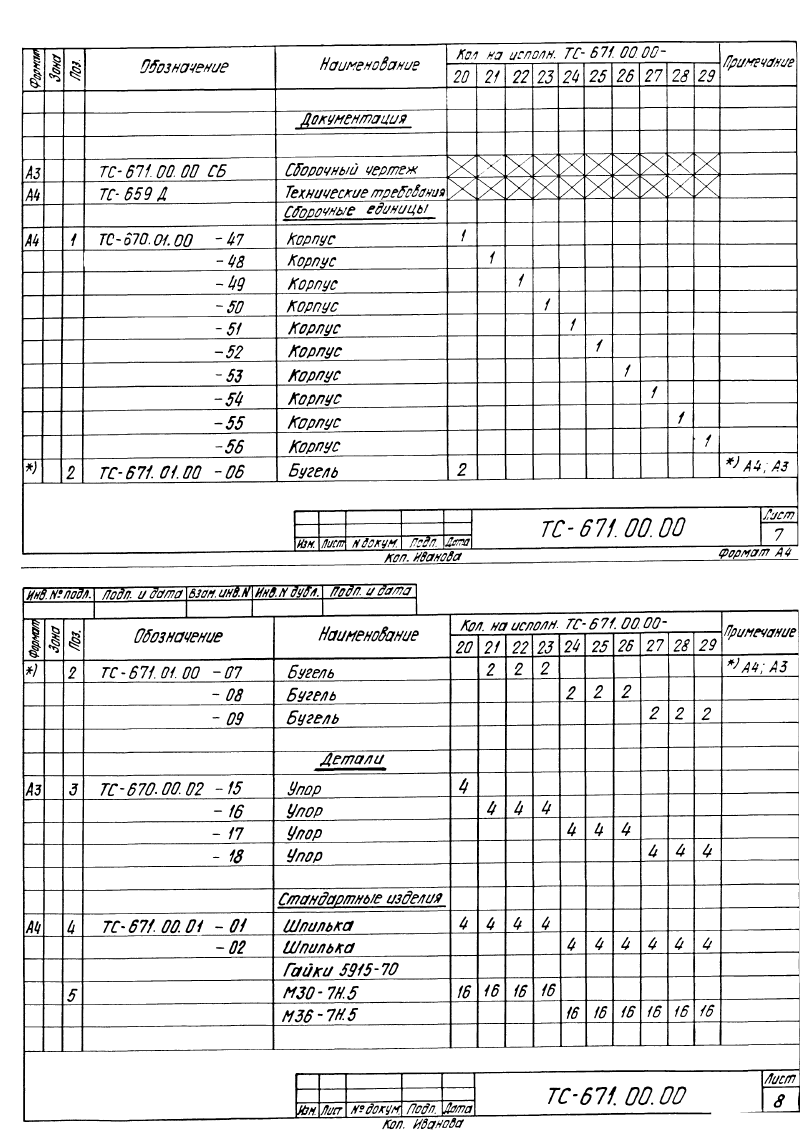 Формат Зона Поз. Обозначение Наименование Кол на исполн. ТС-671.00.00- Примечание
20 21 22 23 24 25 26 27 28 29
Документация
А3 ТС-671.00.00 СБ Сборочный чертеж
А4 ТС-659 Д Технические требования
Сборочные единицы
А4 1 ТС-670.01.00 -47 Корпус 1
-48 Корпус 1
-49 Корпус 1
-50 Корпус 1
-51 Корпус 1
-52 Корпус 1
-53 Корпус 1
-54 Корпус 1
-55 Корпус 1
-56 Корпус 1
*) 2 ТС-671.01.00 -06 Бугель 2 *) А4; А3
ТС-671.00.00 Лист
7
Изм. Лист N докум. Подп. Дата
Коп. Иванова Формат А4
Инв. № подл. Подп. и дата Взам. инв. N Инв. N дубл. Подп. и дата
Формат Зона Поз. Обозначение Наименование Кол. на исполн. ТС-671.00.00- Примечание
20 21 22 23 24 25 26 27 28 29
*) 2 ТС-671.01.00 -07 Бугель 2 2 2 *) А4; А3
-08 Бугель 2 2 2
-09 Бугель 2 2 2
Детали
А3 3 ТС-670.00.02 -15 Упор 4
-16 Упор 4 4 4
-17 Упор 4 4 4
-18 Упор 4 4 4
Стандартные изделия
А4 4 ТС-671.00.01 -01 Шпилька 4 4 4 4
-02 Шпилька 4 4 4 4 4 4
Гайки 5915-70
5 М30-7Н.5 16 16 16 16
М36-7Н.5 16 16 16 16 16 16
ТС-671.00.00 Лист
8
Изм. Лист № докум. Подп. Дата
Коп. Иванова